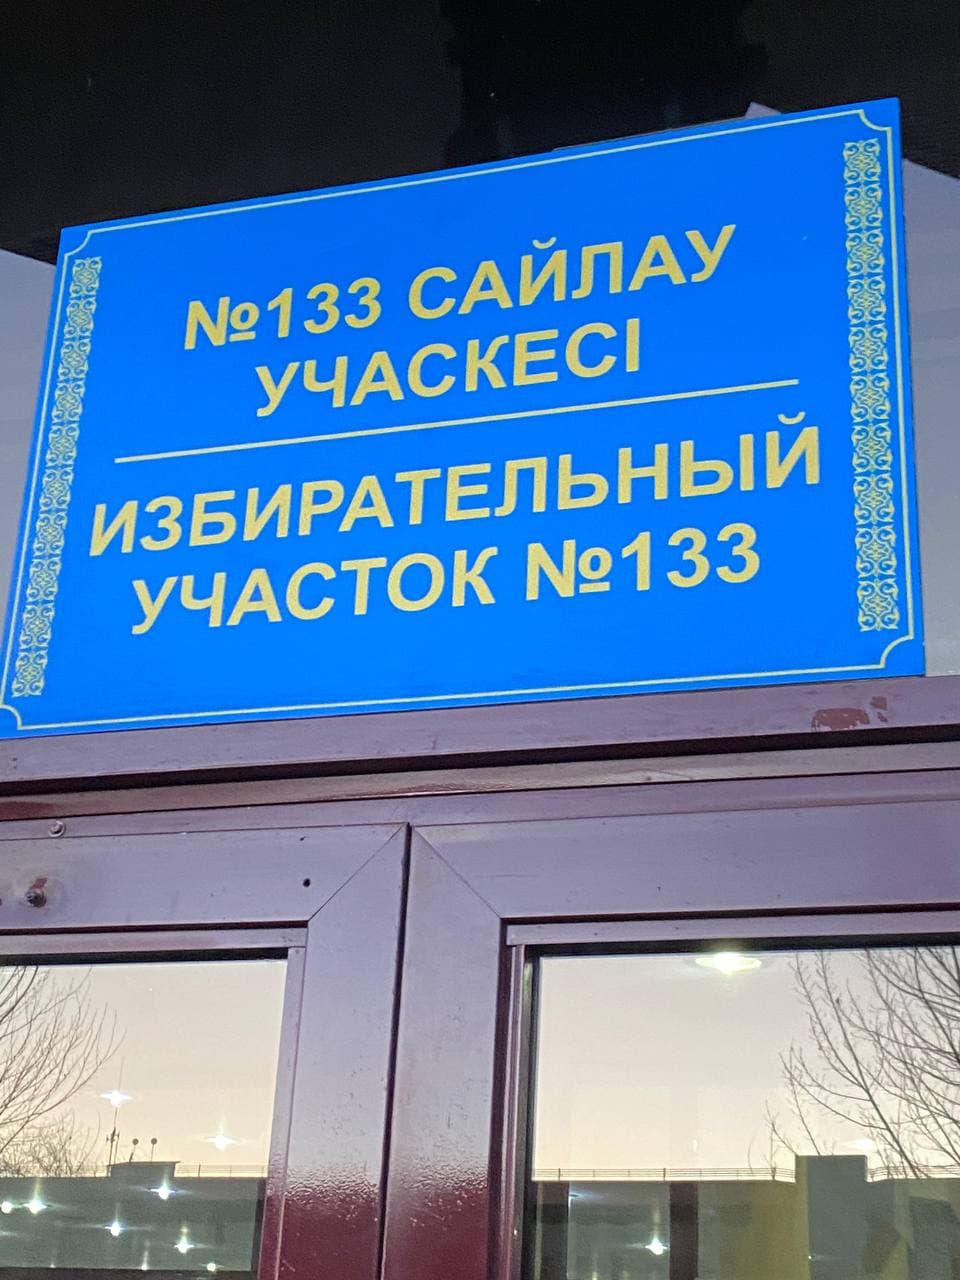 №133 САЙЛАУ
УЧАСКЕСІ
ИЗБИРАТЕЛЬНЫЙ
УЧАСТОК №133